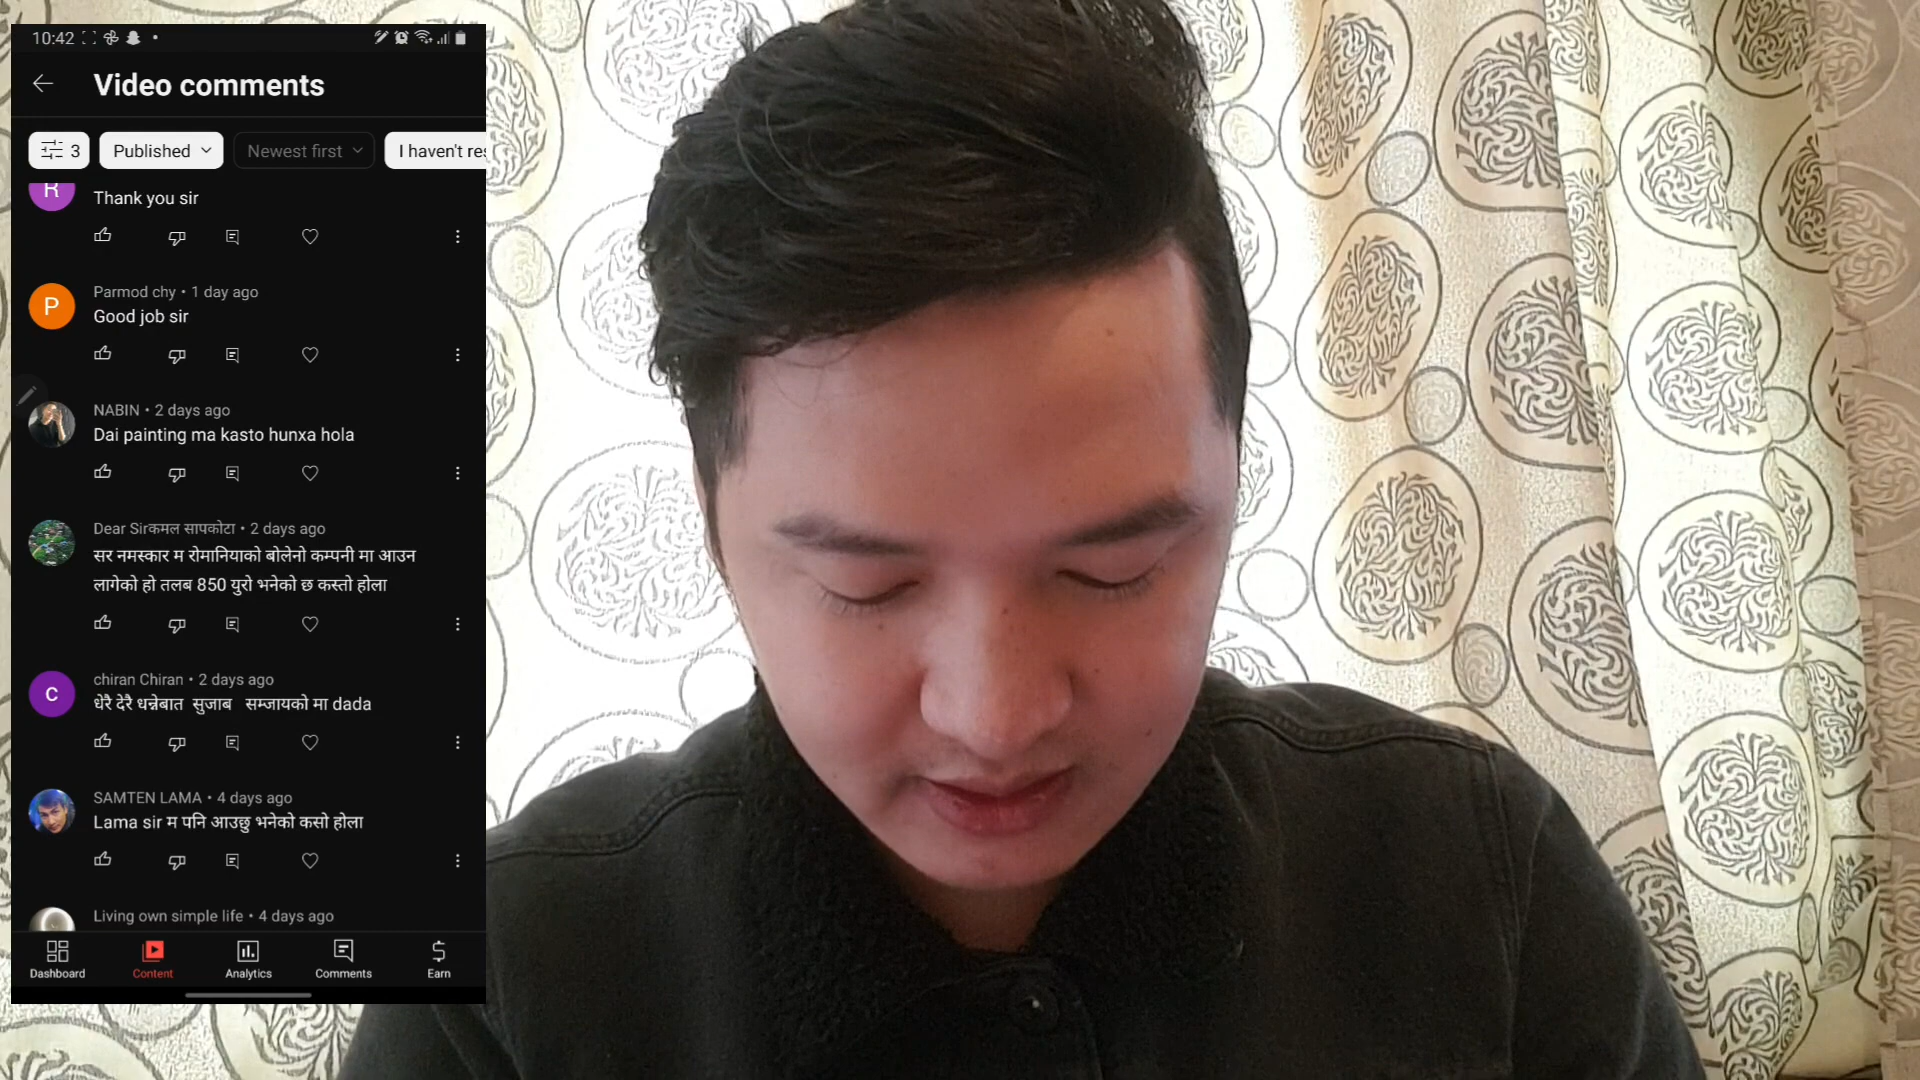 10:42
Video comments
3
Published
Newest first
I haven't res
R
Thank you sir
P
Parmod chy • 1 day ago
Good job sir
NABIN • 2 days ago
Dai painting ma kasto hunxa hola
Dear Sirकमल सापकोटा • 2 days ago
सर नमस्कार म रोमानियाको बोलेनो कम्पनी मा आउन
लागेको हो तलब 850 युरो भनेको छ कस्तो होला
C
chiran Chiran • 2 days ago
धेरै देरै धन्नेबात सुजाब सम्जायको मा dada
SAMTEN LAMA • 4 days ago
Lama sir म पनि आउछु भनेको कसो होला
Living own simple life • 4 days ago
Dashboard
Content
Analytics
Comments
Earn